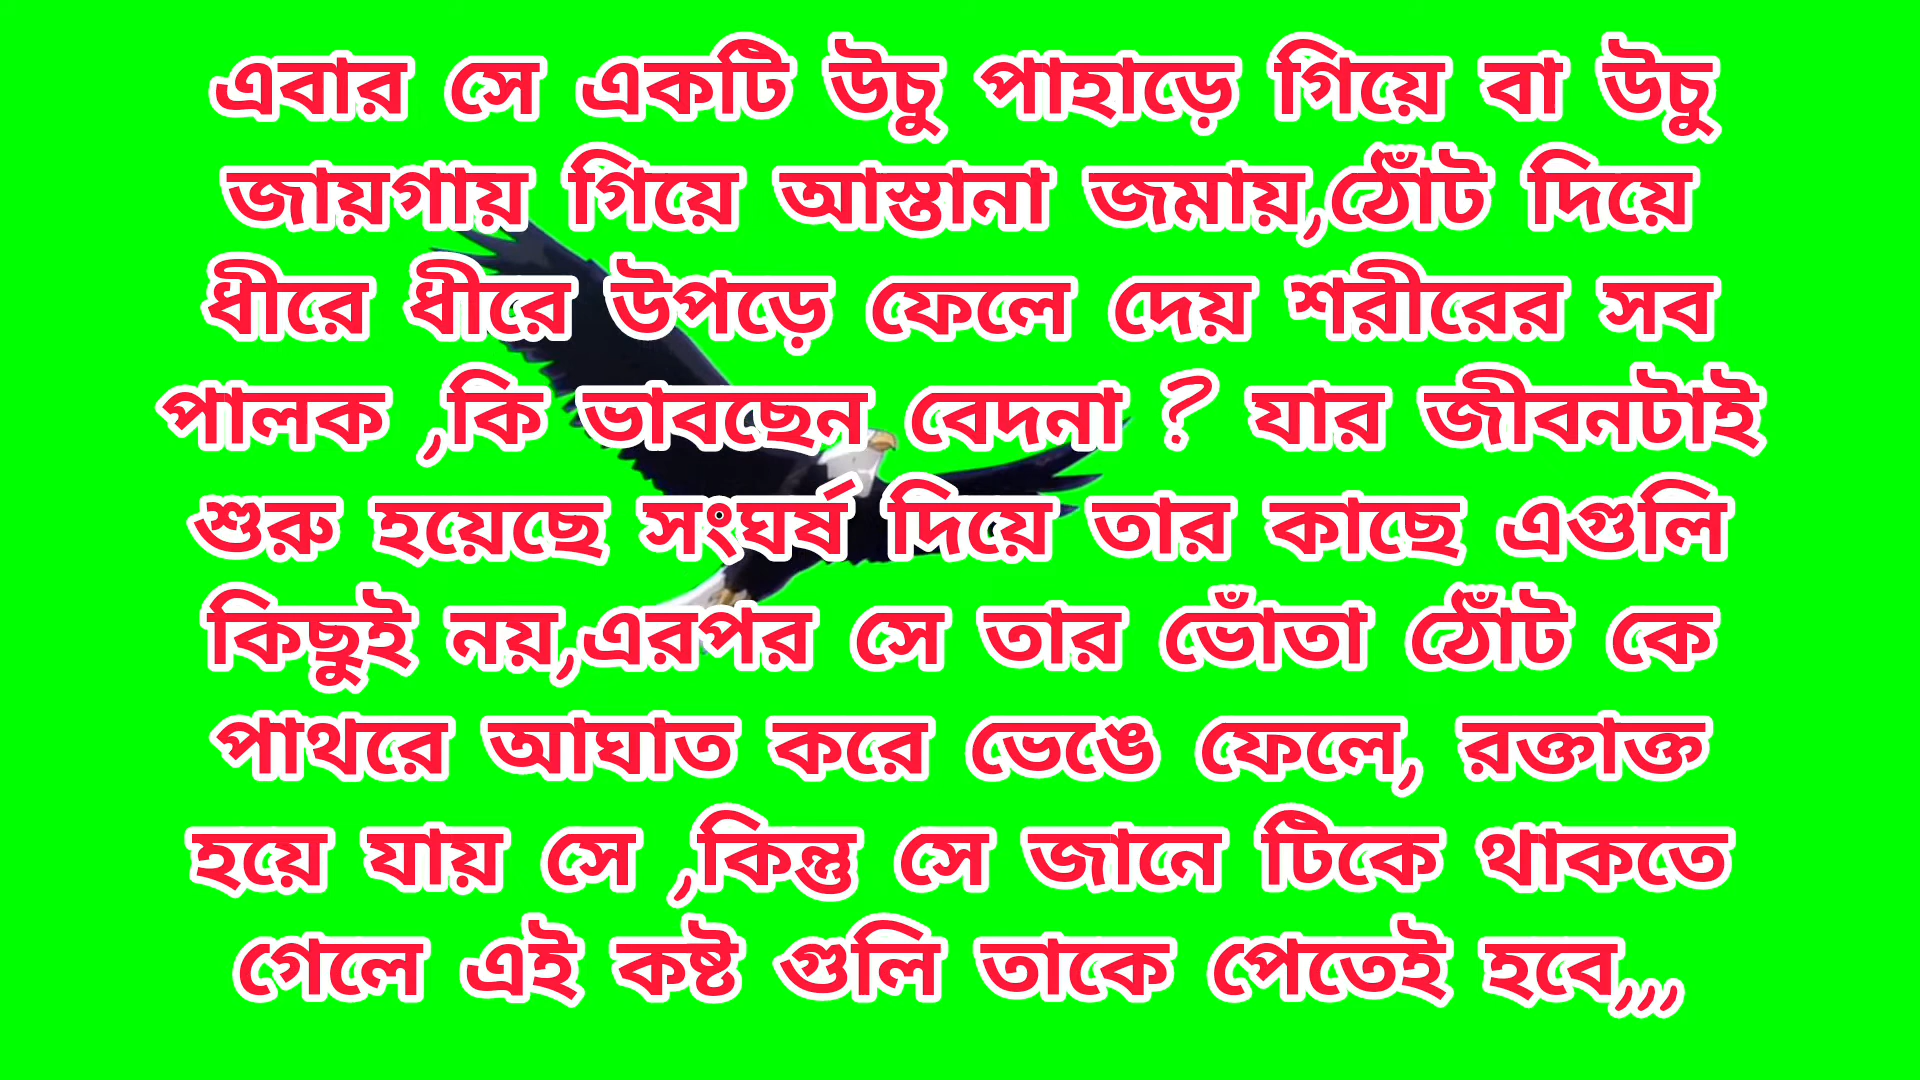 এবার সে একটি উচু পাহাড়ে গিয়ে বা উচু
জায়গায় গিয়ে আস্তানা জমায়,ঠোঁট দিয়ে
ধীরে ধীরে উপড়ে ফেলে দেয় শরীরের সব
পালক ,কি ভাবছেন বেদনা ? যার জীবনটাই
শুরু হয়েছে সংঘর্ষ দিয়ে তার কাছে এগুলি
কিছুই নয়,এরপর সে তার ভোঁতা ঠোঁট কে
পাথরে আঘাত করে ভেঙে ফেলে, রক্তাক্ত
হয়ে যায় সে ,কিন্তু সে জানে টিকে থাকতে
গেলে এই কষ্ট গুলি তাকে পেতেই হবে,,,